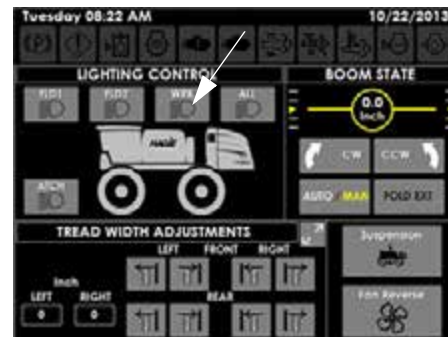 Tuesday 08:22 AM 10/22/2013
(P)
LIGHTING CONTROL
FLD1 FLD2 WRK ALL
HAGIE
ATCH
BOOM STATE
0.0
Inch
CW CCW
AUTO / MAN FOLD EXT
TREAD WIDTH ADJUSTMENTS
LEFT FRONT RIGHT
Inch
LEFT RIGHT
0 0
REAR
Suspension
Fan Reverse